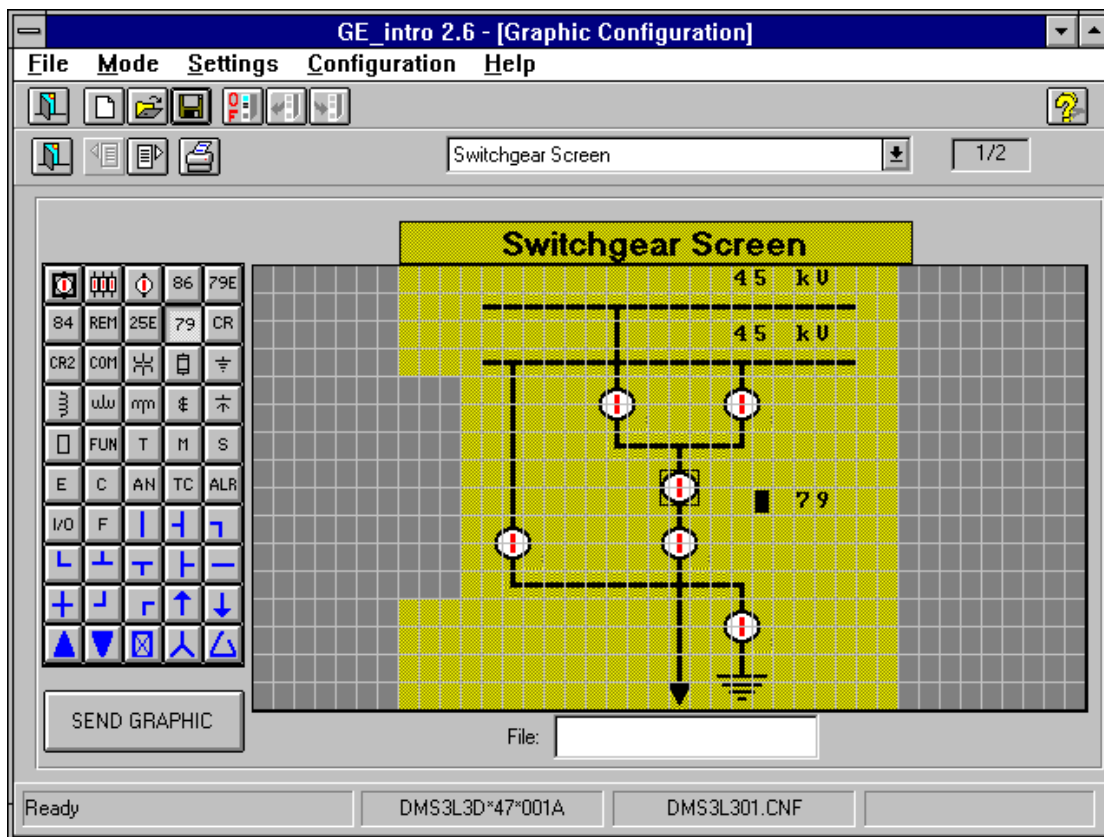 GE_intro 2.6 - [Graphic Configuration]
File Mode Settings Configuration Help
Switchgear Screen 1/2
Switchgear Screen
45 kV
45 kV
79
86 79E
84 REM 25E 79 CR
CR2 COM
FUN T M S
E C AN TC ALR
I/O F
SEND GRAPHIC
File:
Ready DMS3L3D*47*001A DMS3L301.CNF